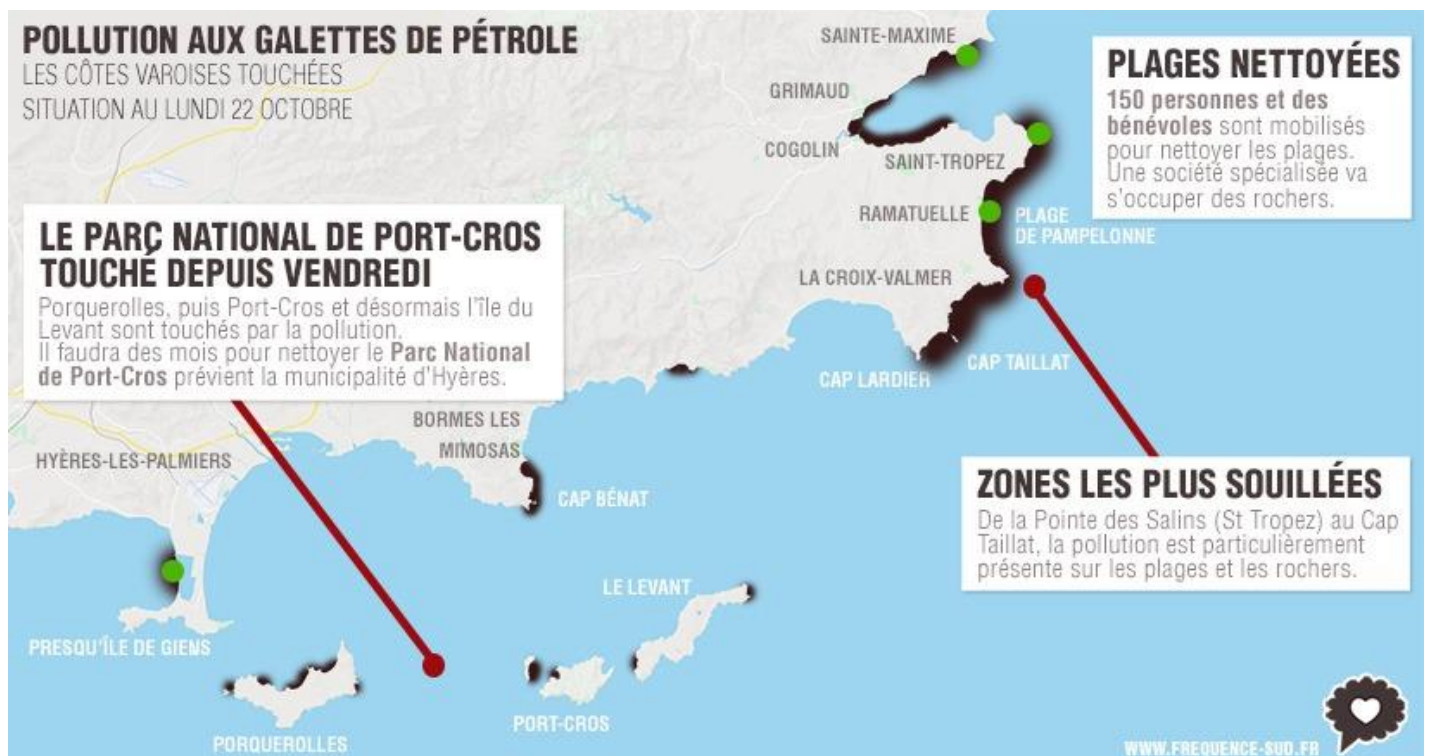 POLLUTION AUX GALETTES DE PÉTROLE
LES CÔTES VAROISES TOUCHÉES
SITUATION AU LUNDI 22 OCTOBRE
SAINTE-MAXIME
GRIMAUD
COGOLIN
SAINT-TROPEZ
RAMATUELLE
PLAGE
DE PAMPELONNE
LA CROIX-VALMER
CAP TAILLAT
CAP LARDIER
PLAGES NETTOYÉES
150 personnes et des
bénévoles sont mobilisés
pour nettoyer les plages.
Une société spécialisée va
s'occuper des rochers.
LE PARC NATIONAL DE PORT-CROS
TOUCHÉ DEPUIS VENDREDI
Porquerolles, puis Port-Cros et désormais l'île du
Levant sont touchés par la pollution.
Il faudra des mois pour nettoyer le Parc National
de Port-Cros prévient la municipalité d'Hyères.
BORMES LES
MIMOSAS
HYÈRES-LES-PALMIERS
CAP BÉNAT
ZONES LES PLUS SOUILLÉES
De la Pointe des Salins (St Tropez) au Cap
Taillat, la pollution est particulièrement
présente sur les plages et les rochers.
LE LEVANT
PRESQU'ÎLE DE GIENS
PORT-CROS
PORQUEROLLES
WWW.FREQUENCE-SUD.FR